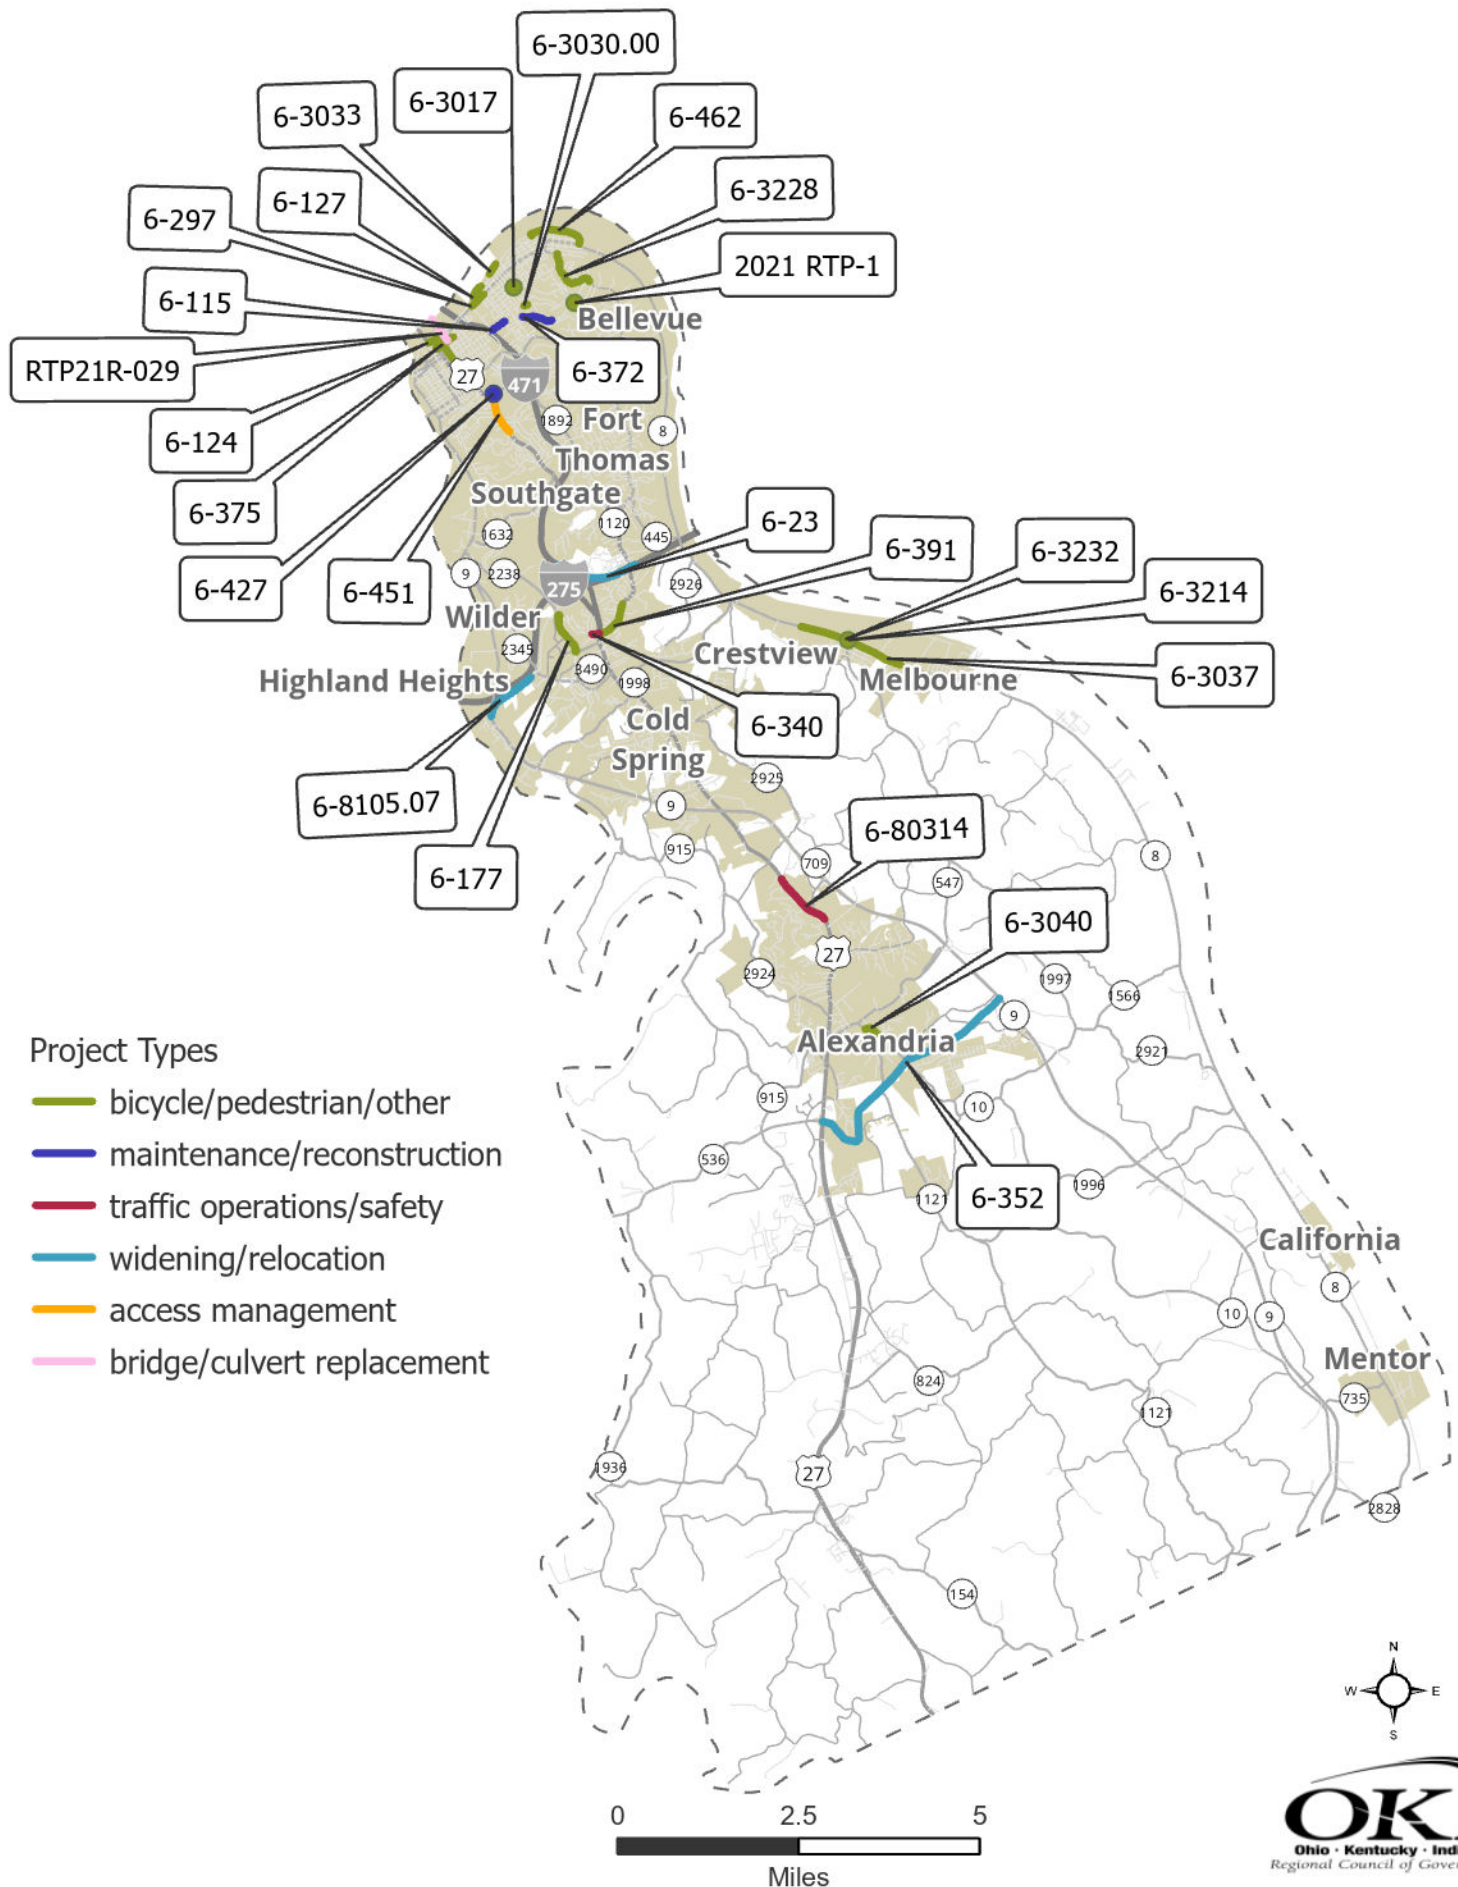 6-3030.00
6-3017
6-3033
6-462
6-127
6-3228
6-297
2021 RTP-1
6-115
Bellevue
RTP21R-029
27
471
6-372
6-124
1892
Fort
8
Thomas
Southgate
6-375
1632
1120
445
6-23
6-391
6-3232
6-427
6-451
9
2238
275
2926
6-3214
Wilder
2345
Crestview
Highland Heights
3490
1998
Melbourne
6-3037
Cold
Spring
6-340
2925
6-8105.07
9
915
6-80314
709
8
6-177
547
6-3040
27
2924
1997
1566
9
Alexandria
2921
Project Types
bicycle/pedestrian/other
maintenance/reconstruction
traffic operations/safety
widening/relocation
access management
bridge/culvert replacement
915
10
536
1121
6-352
1996
California
8
10
9
Mentor
824
735
1121
1936
27
2828
154
N
W
E
S
0
2.5
5
Miles
OK
Ohio · Kentucky · Indi
Regional Council of Gove